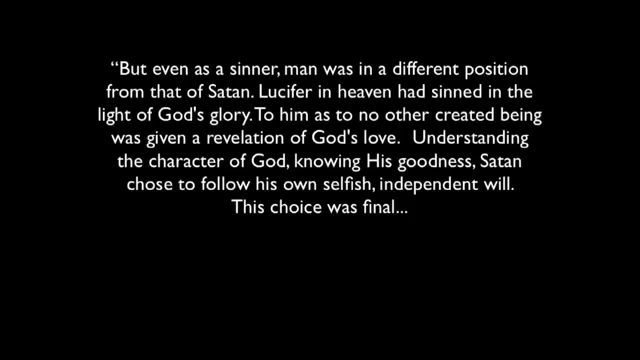 “But even as a sinner, man was in a different position
from that of Satan. Lucifer in heaven had sinned in the
light of God's glory. To him as to no other created being
was given a revelation of God's love.  Understanding
the character of God, knowing His goodness, Satan
chose to follow his own selfish, independent will.
This choice was final...